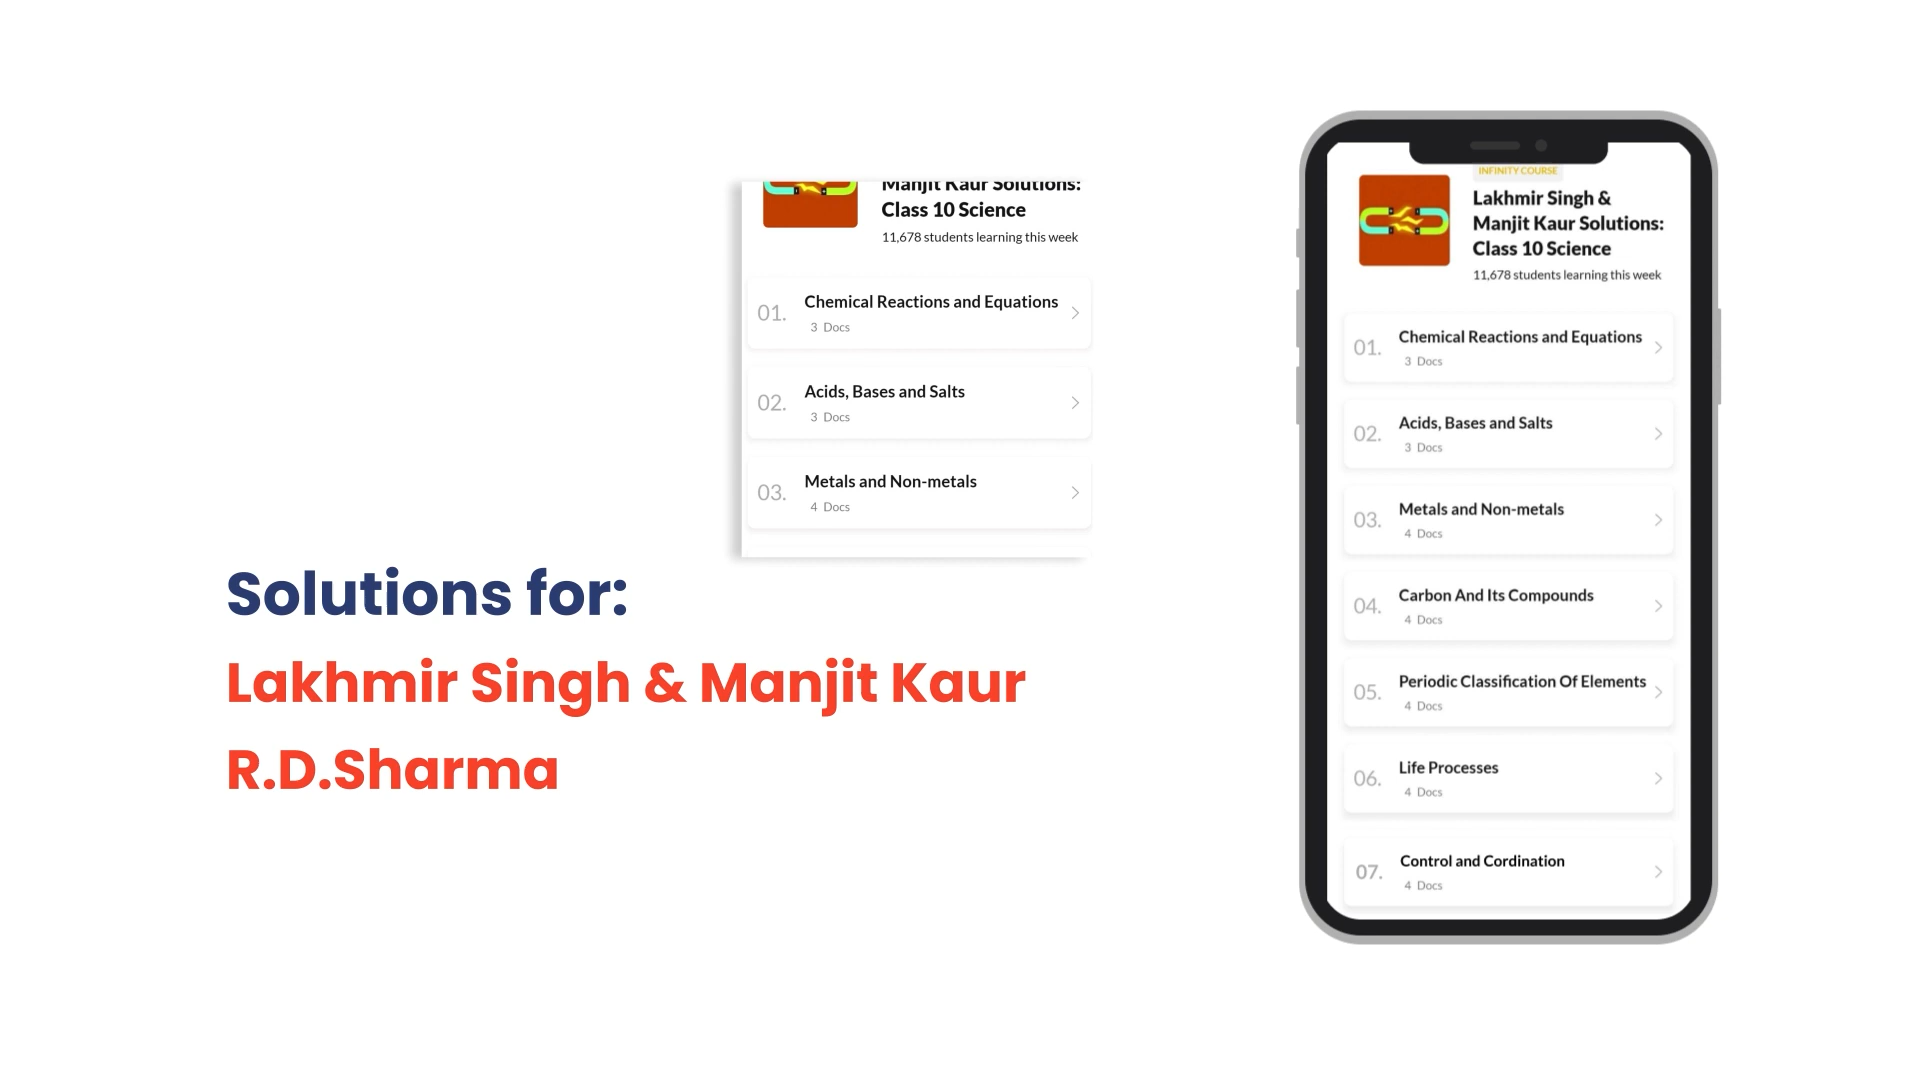 Manjit Kaur Solutions:
Class 10 Science
11,678 students learning this week
01.
Chemical Reactions and Equations
3 Docs
02.
Acids, Bases and Salts
3 Docs
03.
Metals and Non-metals
4 Docs
Solutions for:
Lakhmir Singh & Manjit Kaur
R.D.Sharma
INFINITY COURSE
Lakhmir Singh &
Manjit Kaur Solutions:
Class 10 Science
11,678 students learning this week
01.
Chemical Reactions and Equations
3 Docs
02.
Acids, Bases and Salts
3 Docs
03.
Metals and Non-metals
4 Docs
04.
Carbon And Its Compounds
4 Docs
05.
Periodic Classification Of Elements
4 Docs
06.
Life Processes
4 Docs
07.
Control and Cordination
4 Docs